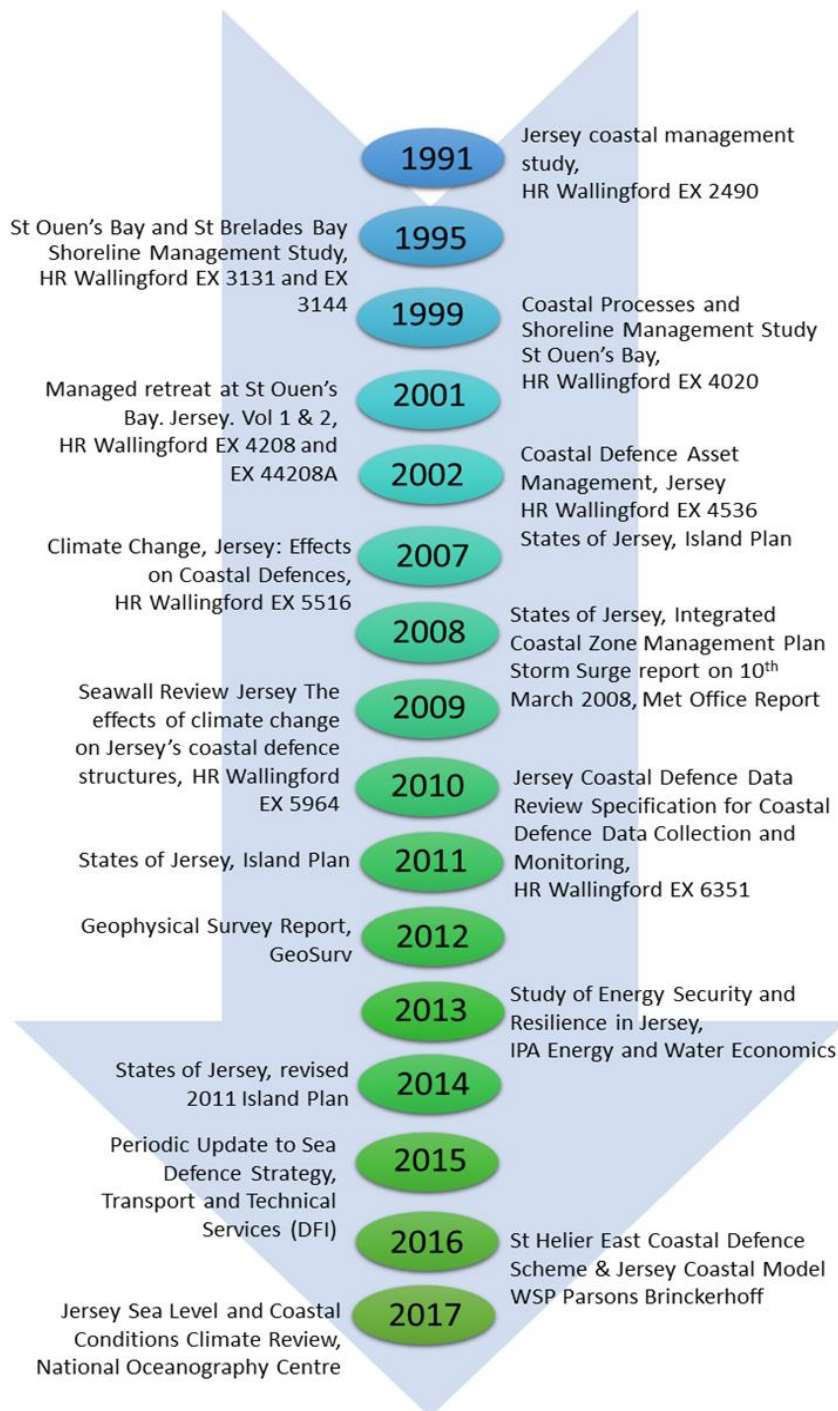 1991
Jersey coastal management
study,
HR Wallingford EX 2490
St Ouen's Bay and St Brelades Bay
Shoreline Management Study,
HR Wallingford EX 3131 and EX
3144
1995
1999
Coastal Processes and
Shoreline Management Study
St Ouen's Bay,
HR Wallingford EX 4020
Managed retreat at St Ouen's
Bay. Jersey. Vol 1 & 2,
HR Wallingford EX 4208 and
EX 44208A
2001
2002
Coastal Defence Asset
Management, Jersey
HR Wallingford EX 4536
States of Jersey, Island Plan
Climate Change, Jersey: Effects
on Coastal Defences,
HR Wallingford EX 5516
2007
2008
States of Jersey, Integrated
Coastal Zone Management Plan
Storm Surge report on 10th
March 2008, Met Office Report
Seawall Review Jersey The
effects of climate change
on Jersey's coastal defence
structures, HR Wallingford
EX 5964
2009
2010
Jersey Coastal Defence Data
Review Specification for Coastal
Defence Data Collection and
Monitoring,
HR Wallingford EX 6351
States of Jersey, Island Plan
2011
Geophysical Survey Report,
GeoSurv
2012
2013
Study of Energy Security and
Resilience in Jersey,
IPA Energy and Water Economics
States of Jersey, revised
2011 Island Plan
2014
Periodic Update to Sea
Defence Strategy,
Transport and Technical
Services (DFI)
2015
2016
St Helier East Coastal Defence
Scheme & Jersey Coastal Model
WSP Parsons Brinckerhoff
Jersey Sea Level and Coastal
Conditions Climate Review,
National Oceanography Centre
2017